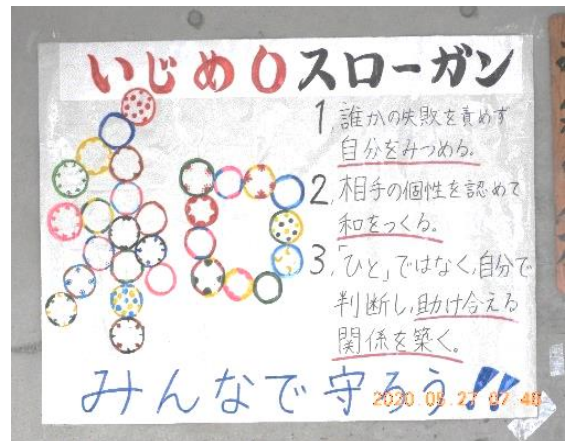 いじめ0スローガン
1, 誰かの失敗を責めず
自分をみつめる。
2, 相手の個性を認めて
和をつくる。
3, 「ひと」ではなく、自分で
判断し、助け合える
関係を築く。
和
みんなで守ろう!!
2020.05.27 07:40